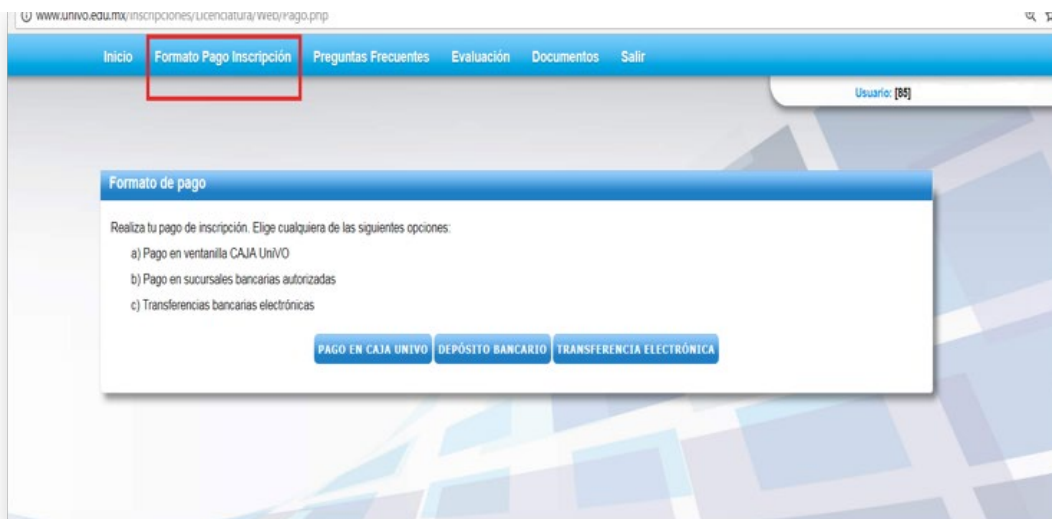 www.univo.edu.mx/Inscripciones/Licenciatura/Web/Pago.php
Inicio Formato Pago Inscripción Preguntas Frecuentes Evaluación Documentos Salir
Usuario: [B5]
Formato de pago
Realiza tu pago de inscripción. Elige cualquiera de las siguientes opciones:
a) Pago en ventanilla CAJA UniVO
b) Pago en sucursales bancarias autorizadas
c) Transferencias bancarias electrónicas
PAGO EN CAJA UNIVO DEPÓSITO BANCARIO TRANSFERENCIA ELECTRÓNICA